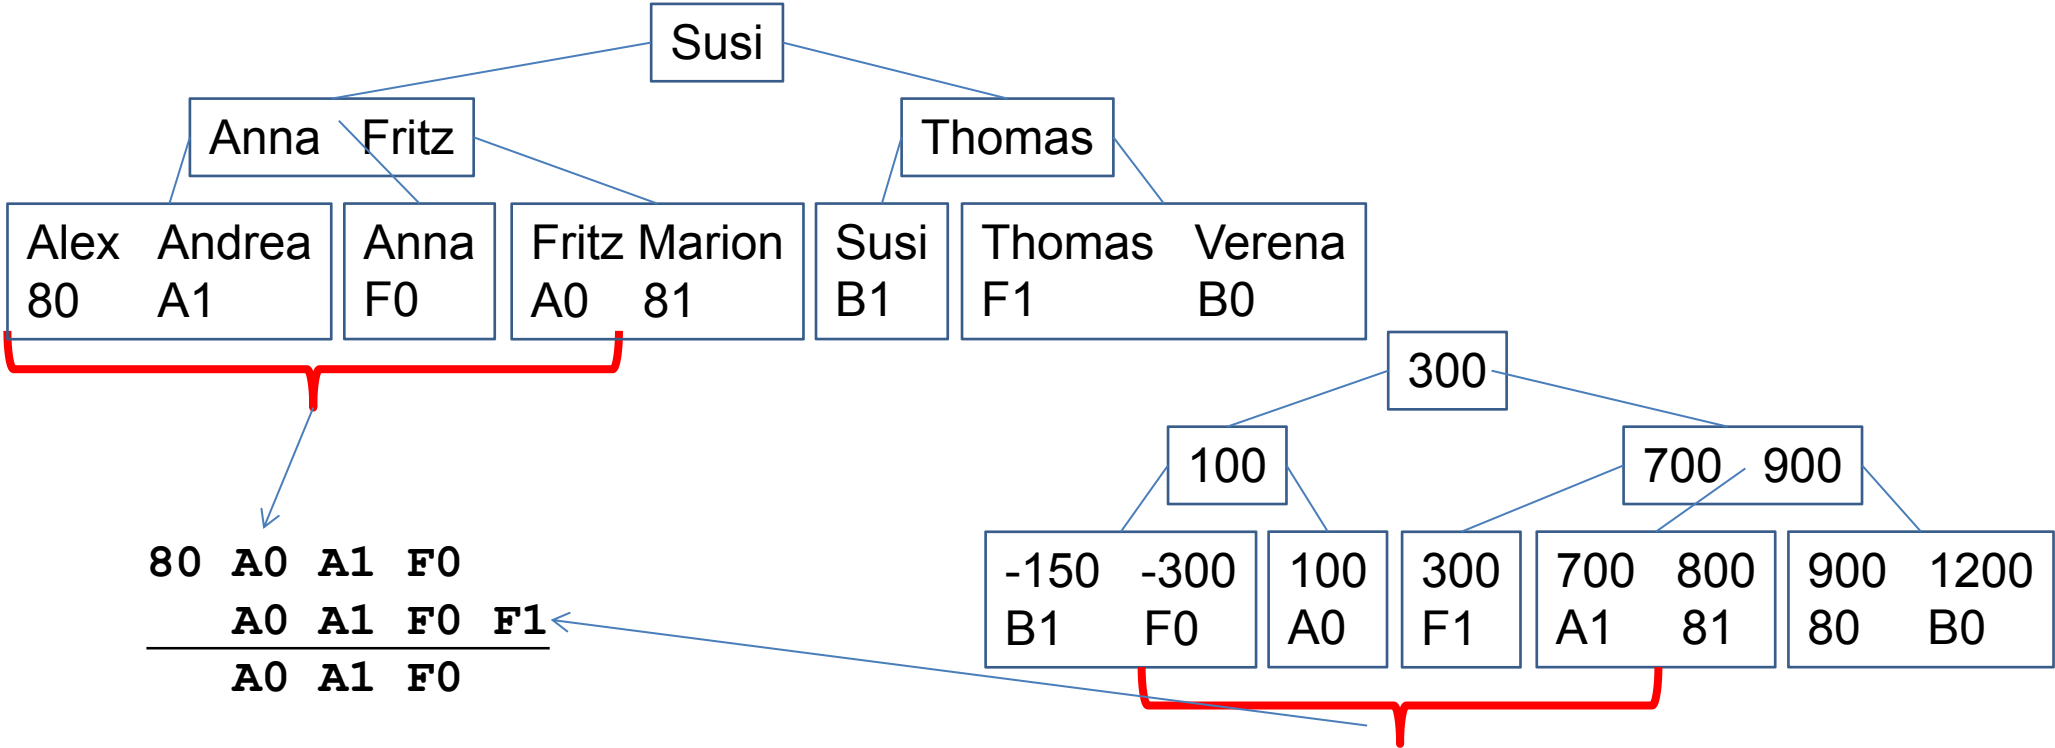 Susi
Anna Fritz
Thomas
Alex Andrea
80 A1
Anna
F0
Fritz Marion
A0 81
Susi
B1
Thomas Verena
F1 B0
300
100
700 900
-150 -300
B1 F0
100
A0
300
F1
700 800
A1 81
900 1200
80 B0
80 A0 A1 F0
A0 A1 F0 F1
A0 A1 F0